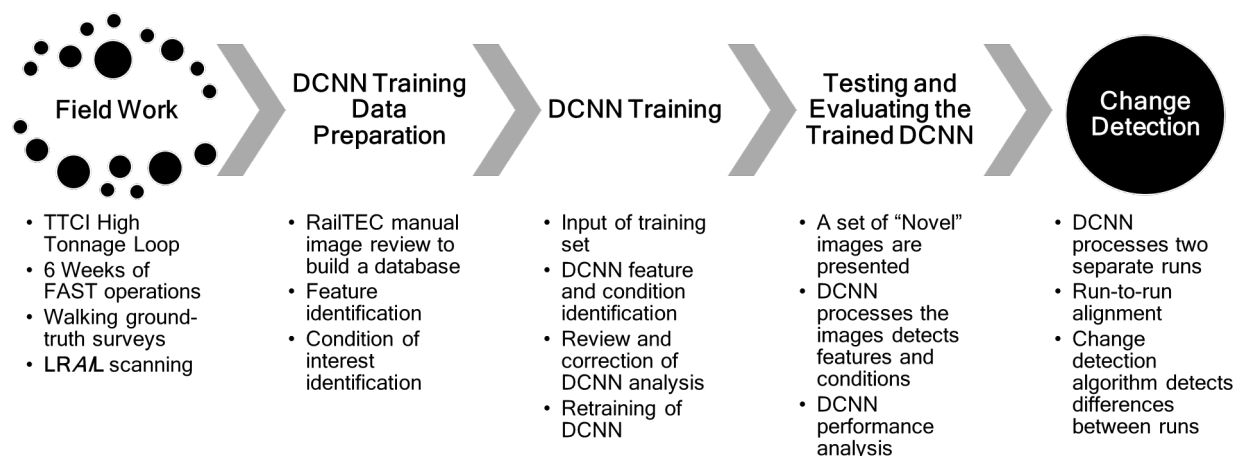 Field Work
• TTCI High
Tonnage Loop
• 6 Weeks of
FAST operations
• Walking ground-
truth surveys
• LRAIL scanning
DCNN Training
Data
Preparation
• RailTEC manual
image review to
build a database
• Feature
identification
• Condition of
interest
identification
DCNN Training
• Input of training
set
• DCNN feature
and condition
identification
• Review and
correction of
DCNN analysis
• Retraining of
DCNN
Testing and
Evaluating the
Trained DCNN
• A set of “Novel”
images are
presented
• DCNN
processes the
images detects
features and
conditions
• DCNN
performance
analysis
Change
Detection
• DCNN
processes two
separate runs
• Run-to-run
alignment
• Change
detection
algorithm detects
differences
between runs